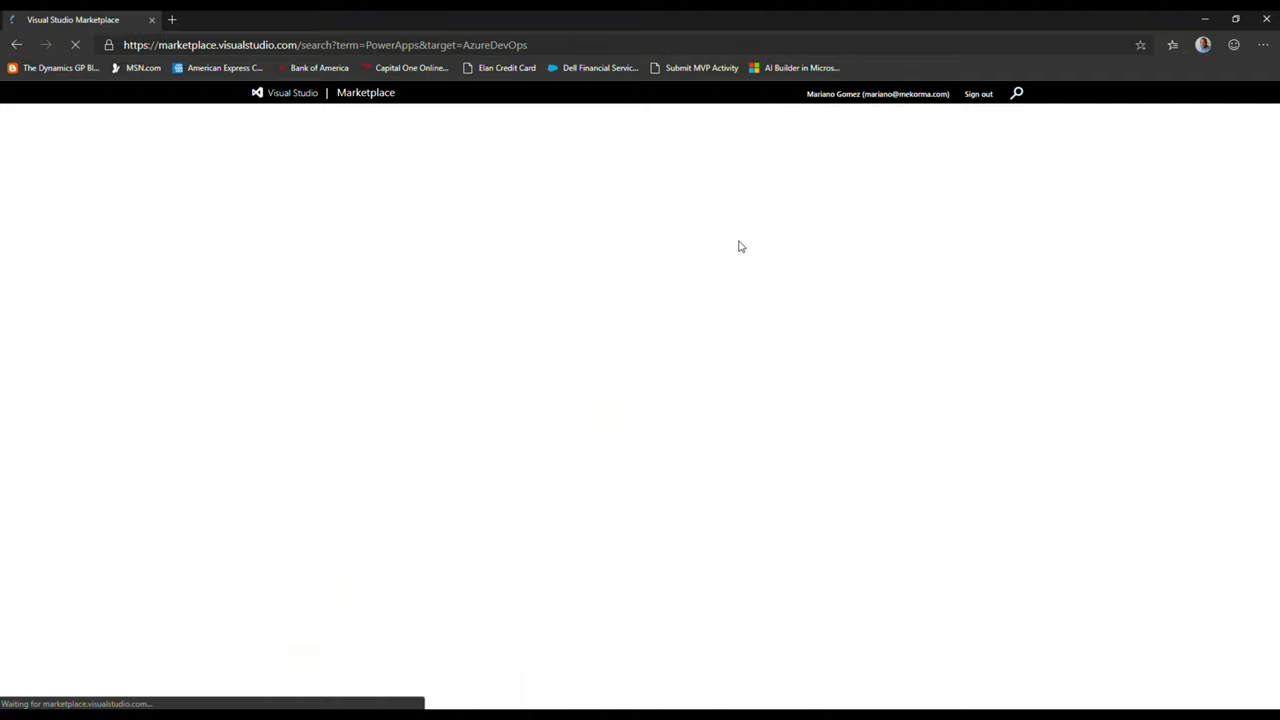 Visual Studio Marketplace
https://marketplace.visualstudio.com/search?term=PowerApps&target=AzureDevOps
The Dynamics GP Bl... MSN.com American Express C... Bank of America Capital One Online... Elan Credit Card Dell Financial Servic... Submit MVP Activity AI Builder in Micros...
Visual Studio | Marketplace Mariano Gomez (mariano@mekorma.com) Sign out
Waiting for marketplace.visualstudio.com...